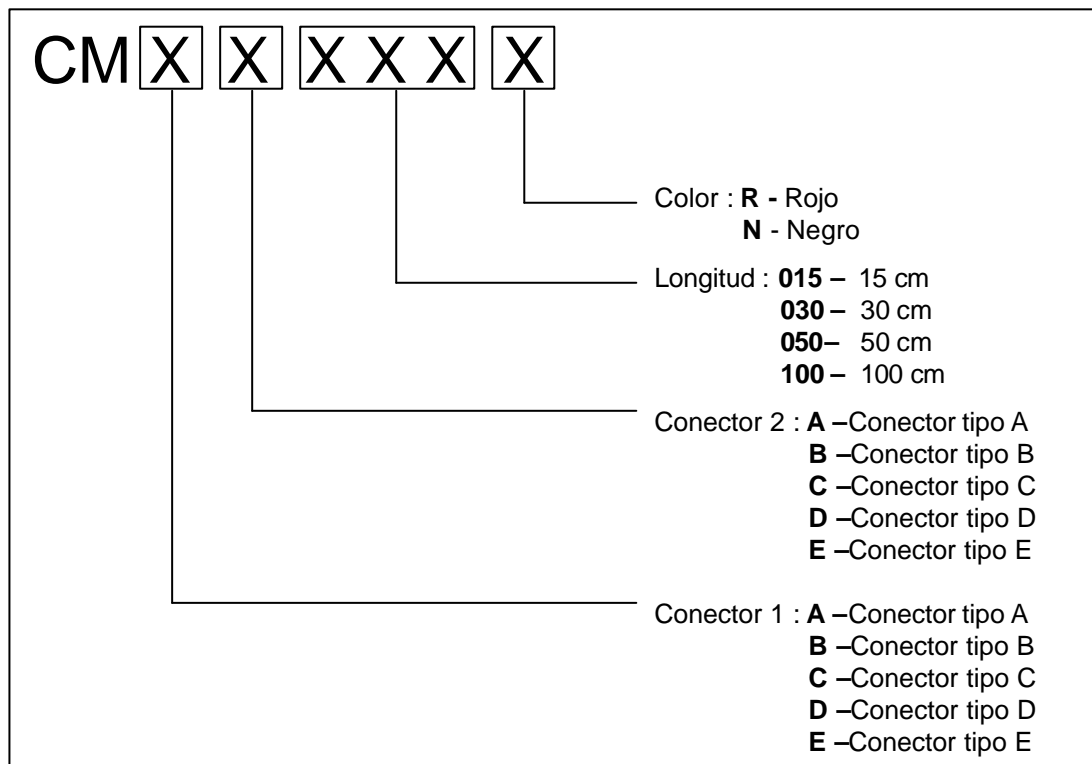 CM X X X X X X
Color : R - Rojo
N - Negro
Longitud : 015 – 15 cm
030 – 30 cm
050– 50 cm
100 – 100 cm
Conector 2 : A –Conector tipo A
B –Conector tipo B
C –Conector tipo C
D –Conector tipo D
E –Conector tipo E
Conector 1 : A –Conector tipo A
B –Conector tipo B
C –Conector tipo C
D –Conector tipo D
E –Conector tipo E